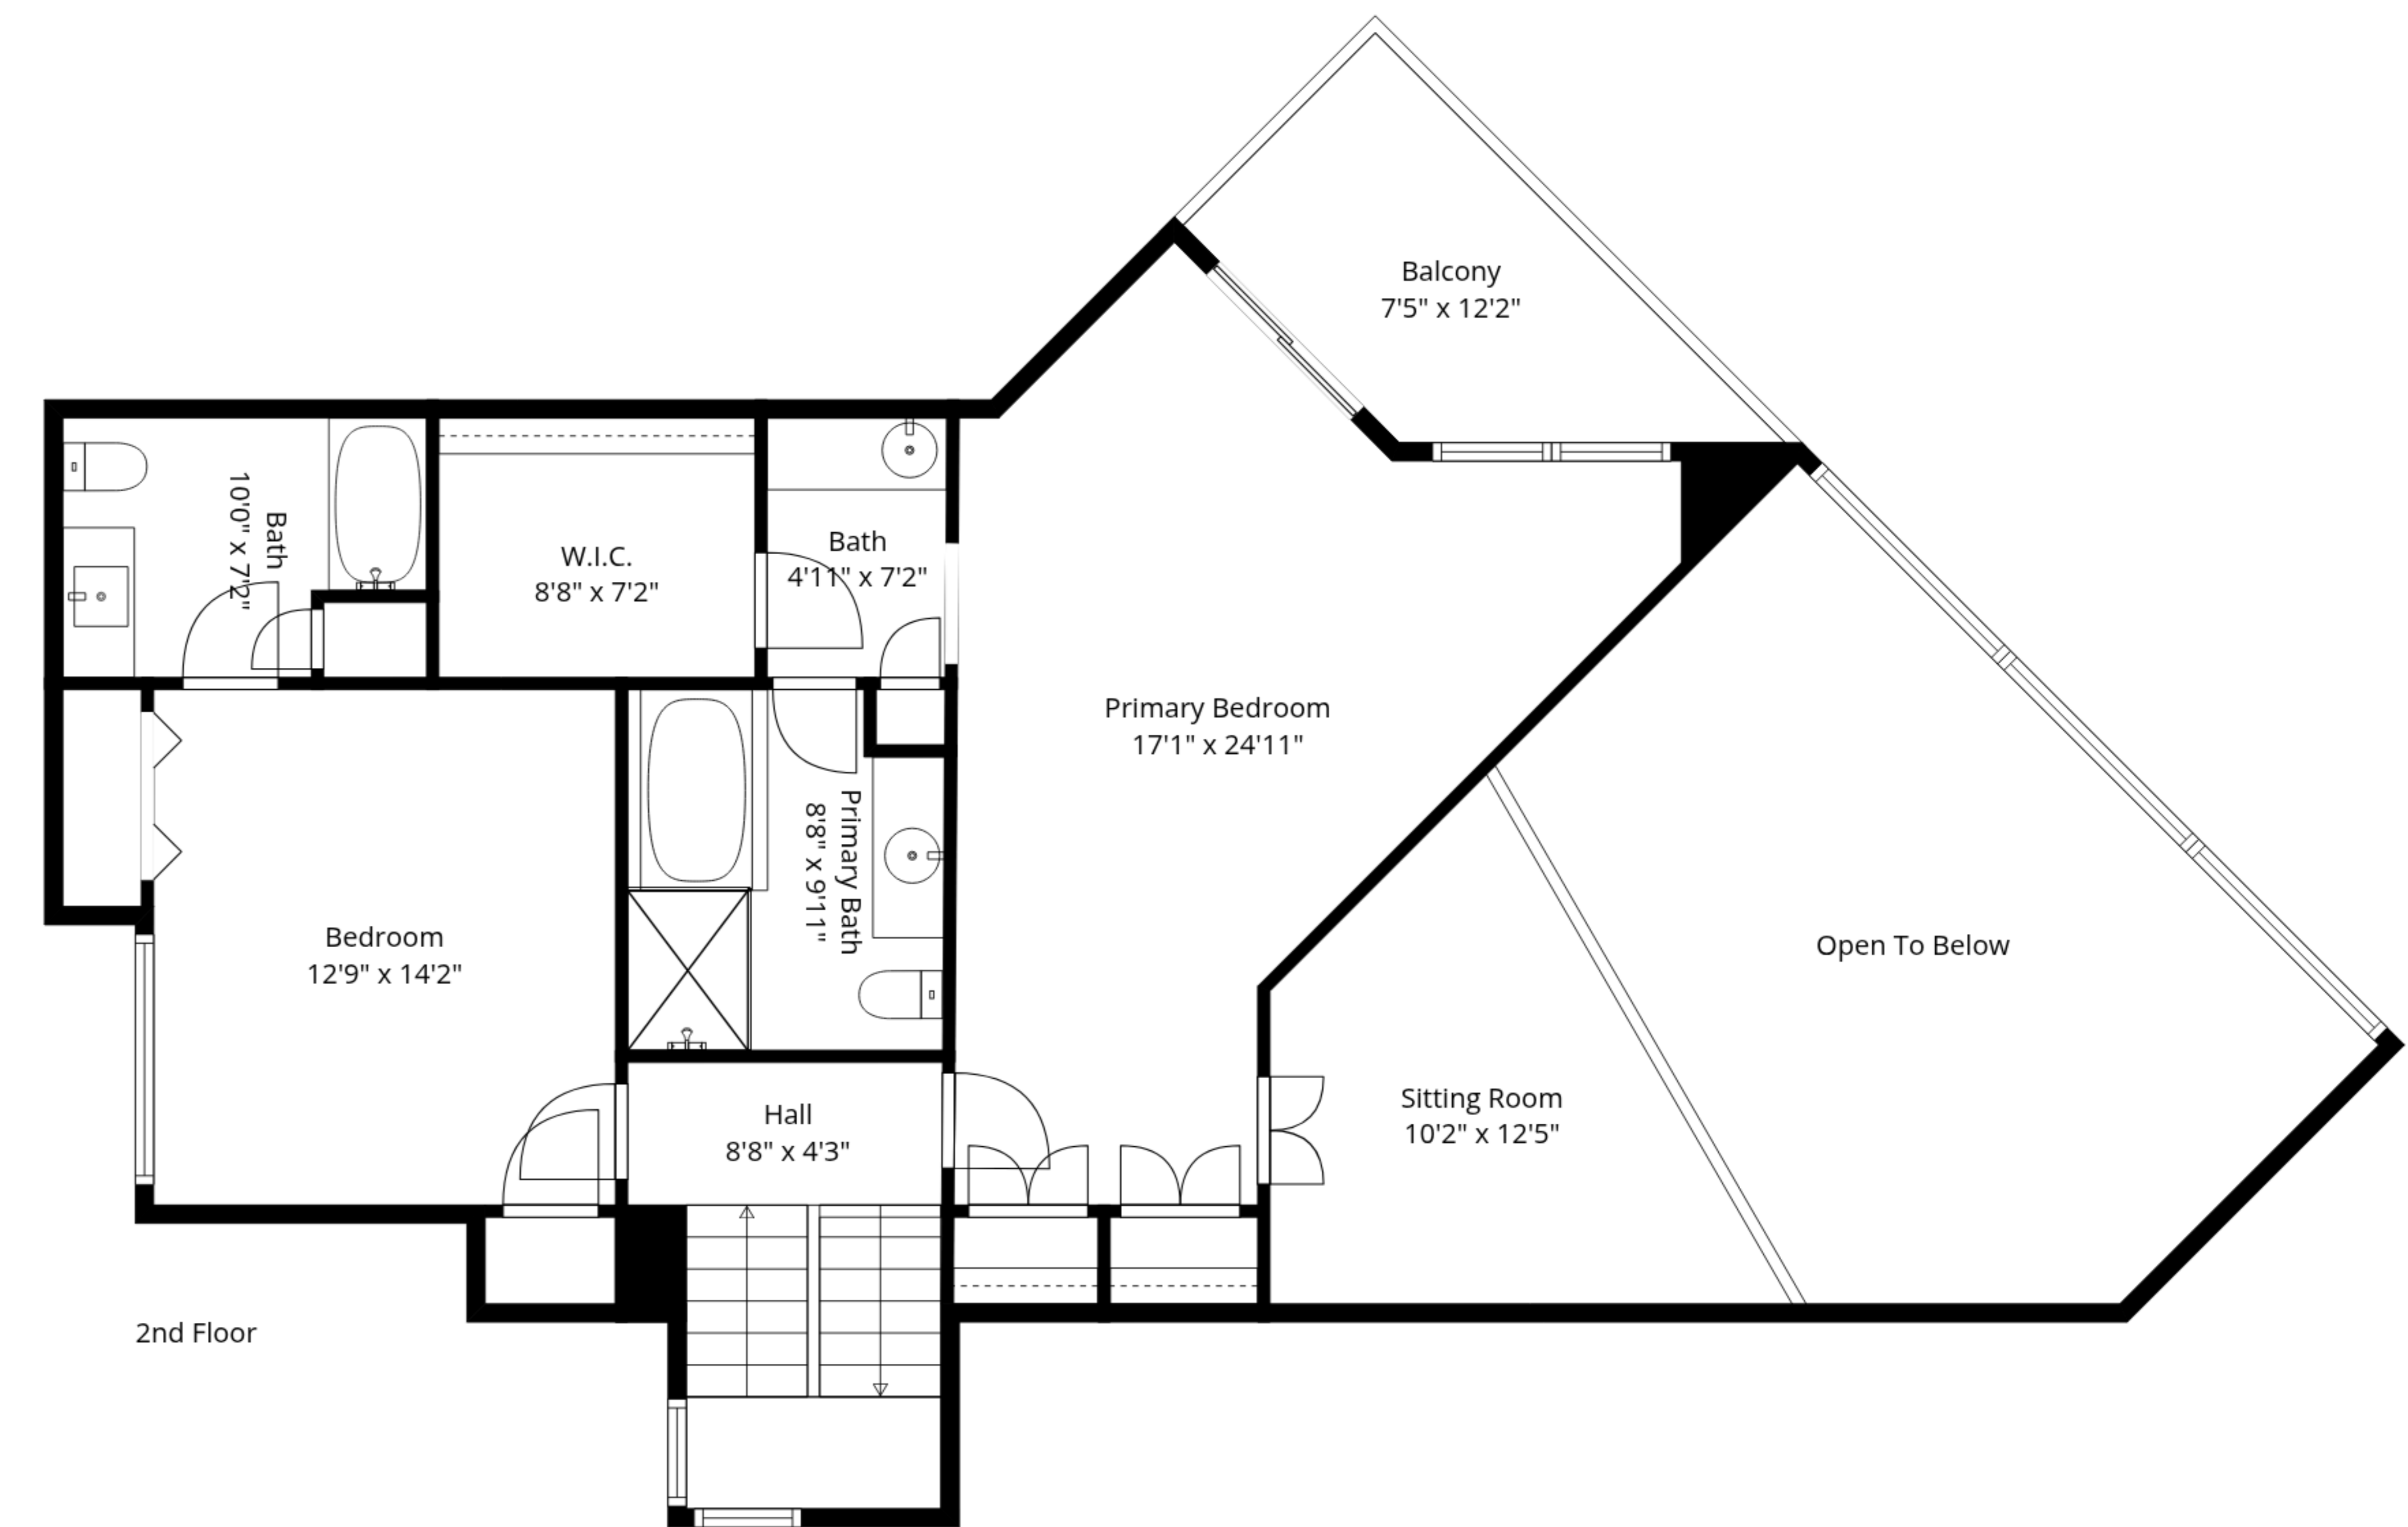 Balcony
7'5" x 12'2"
Bath
10'0" x 7'2"
W.I.C.
8'8" x 7'2"
Bath
4'11" x 7'2"
Primary Bedroom
17'1" x 24'11"
Primary Bath
8'8" x 9'11"
Bedroom
12'9" x 14'2"
Open To Below
Hall
8'8" x 4'3"
Sitting Room
10'2" x 12'5"
2nd Floor